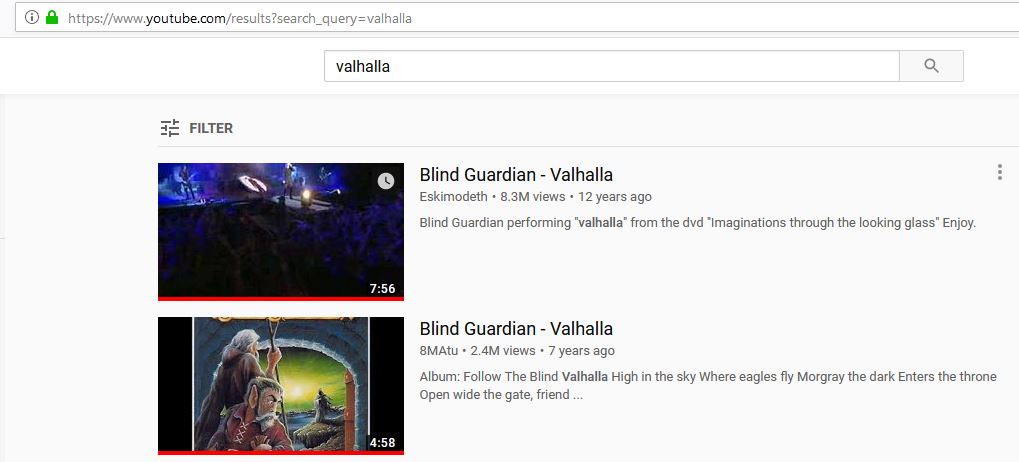 https://www.youtube.com/results?search_query=valhalla
valhalla
FILTER
Blind Guardian - Valhalla
Eskimodeth • 8.3M views • 12 years ago
Blind Guardian performing "valhalla" from the dvd "Imaginations through the looking glass" Enjoy.
7:56
Blind Guardian - Valhalla
8MAtu • 2.4M views • 7 years ago
Album: Follow The Blind Valhalla High in the sky Where eagles fly Morgray the dark Enters the throne
Open wide the gate, friend ...
4:58